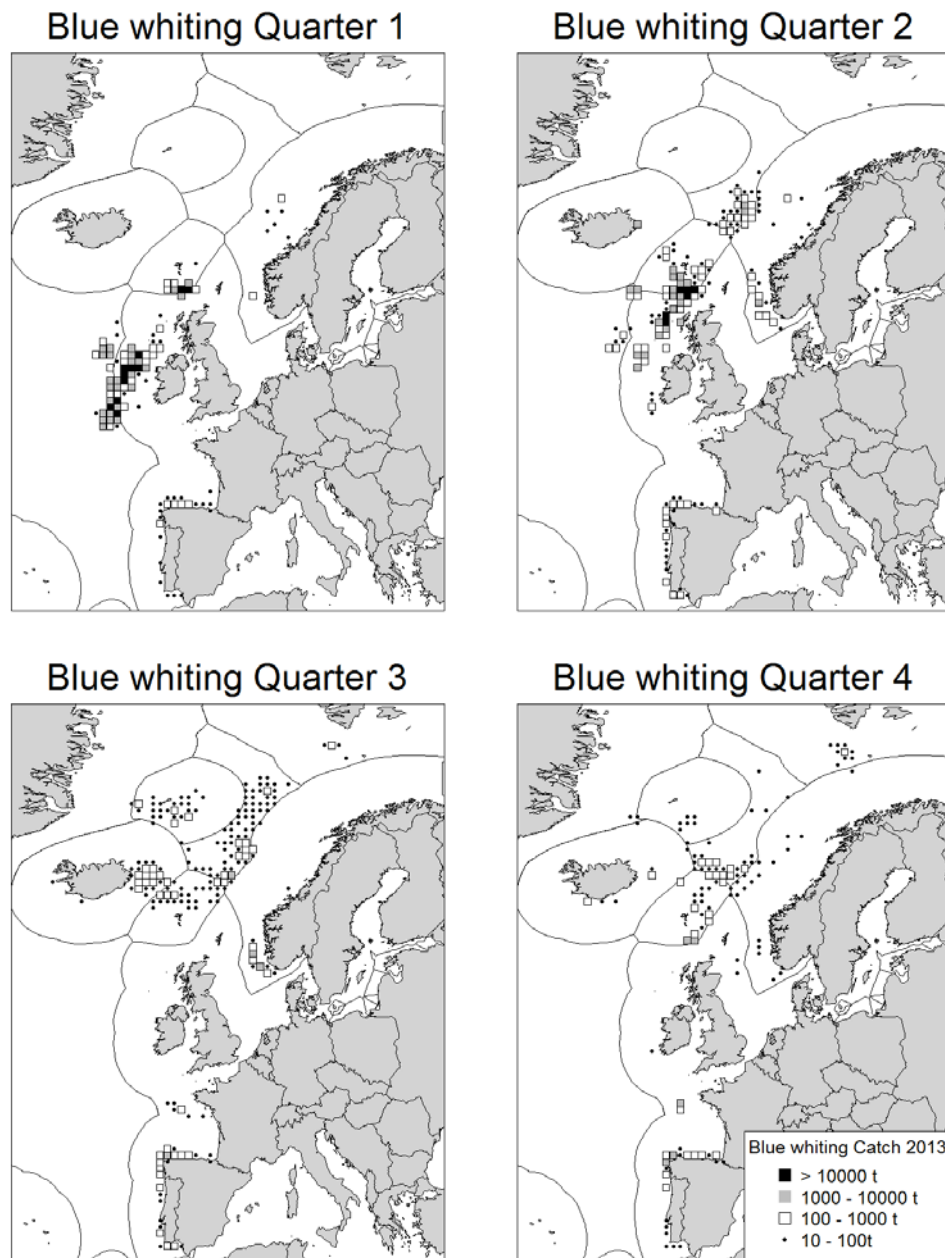 Blue whiting Quarter 1
Blue whiting Quarter 2
Blue whiting Quarter 3
Blue whiting Quarter 4
Blue whiting Catch 2013
> 10000 t
1000 - 10000 t
100 - 1000 t
10 - 100t